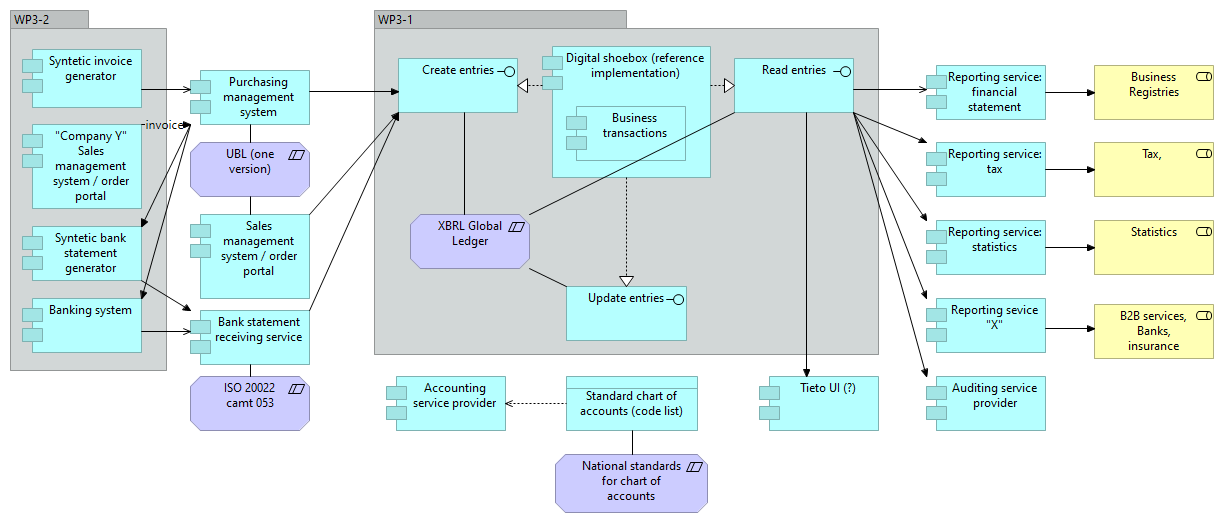 WP3-2
Syntetic invoice
generator
"Company Y"
Sales
management
system / order
portal
invoice
Syntetic bank
statement
generator
Banking system
Purchasing
management
system
UBL (one
version)
Sales
management
system / order
portal
Bank statement
receiving service
ISO 20022
camt 053
WP3-1
Create entries
Digital shoebox (reference
implementation)
Business
transactions
Read entries
XBRL Global
Ledger
Update entries
Accounting
service provider
Standard chart of
accounts (code list)
National standards
for chart of
accounts
Tieto UI (?)
Reporting service:
financial
statement
Reporting service:
tax
Reporting service:
statistics
Reporting sevice
"X"
Auditing service
provider
Business
Registries
Tax,
Statistics
B2B services,
Banks,
insurance